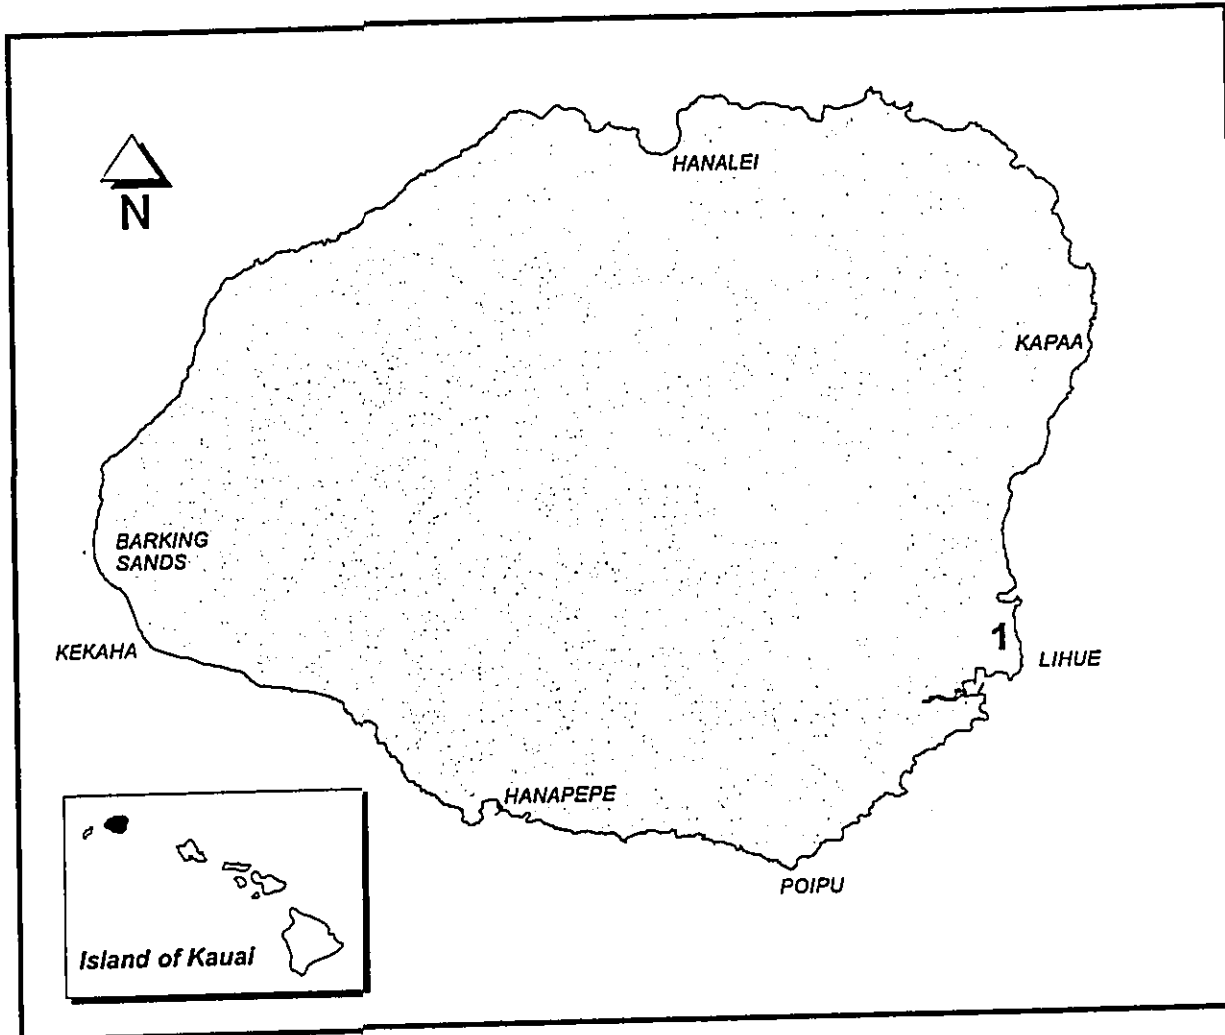 HANALEI
N
KAPAA
BARKING
SANDS
1
KEKAHA
LIHUE
HANAPEPE
POIPU
Island of Kauai